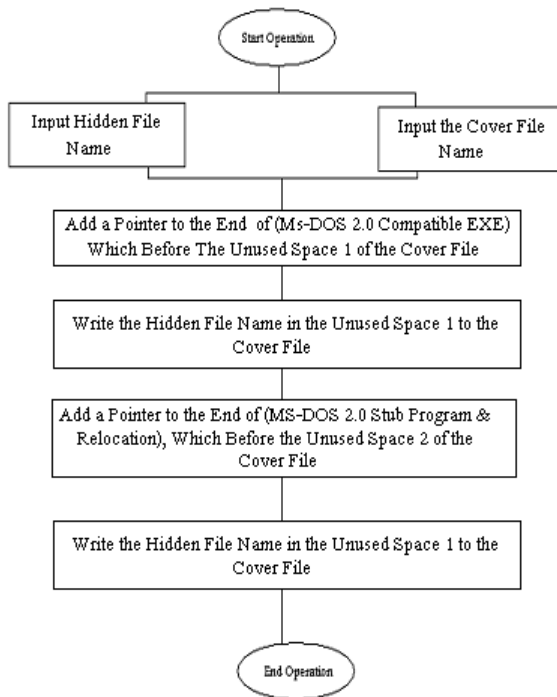 Start Operation
Input Hidden File
Name
Input the Cover File
Name
Add a Pointer to the End of (Ms-DOS 2.0 Compatible EXE)
Which Before The Unused Space 1 of the Cover File
Write the Hidden File Name in the Unused Space 1 to the
Cover File
Add a Pointer to the End of (MS-DOS 2.0 Stub Program &
Relocation), Which Before the Unused Space 2 of the
Cover File
Write the Hidden File Name in the Unused Space 1 to the
Cover File
End Operation